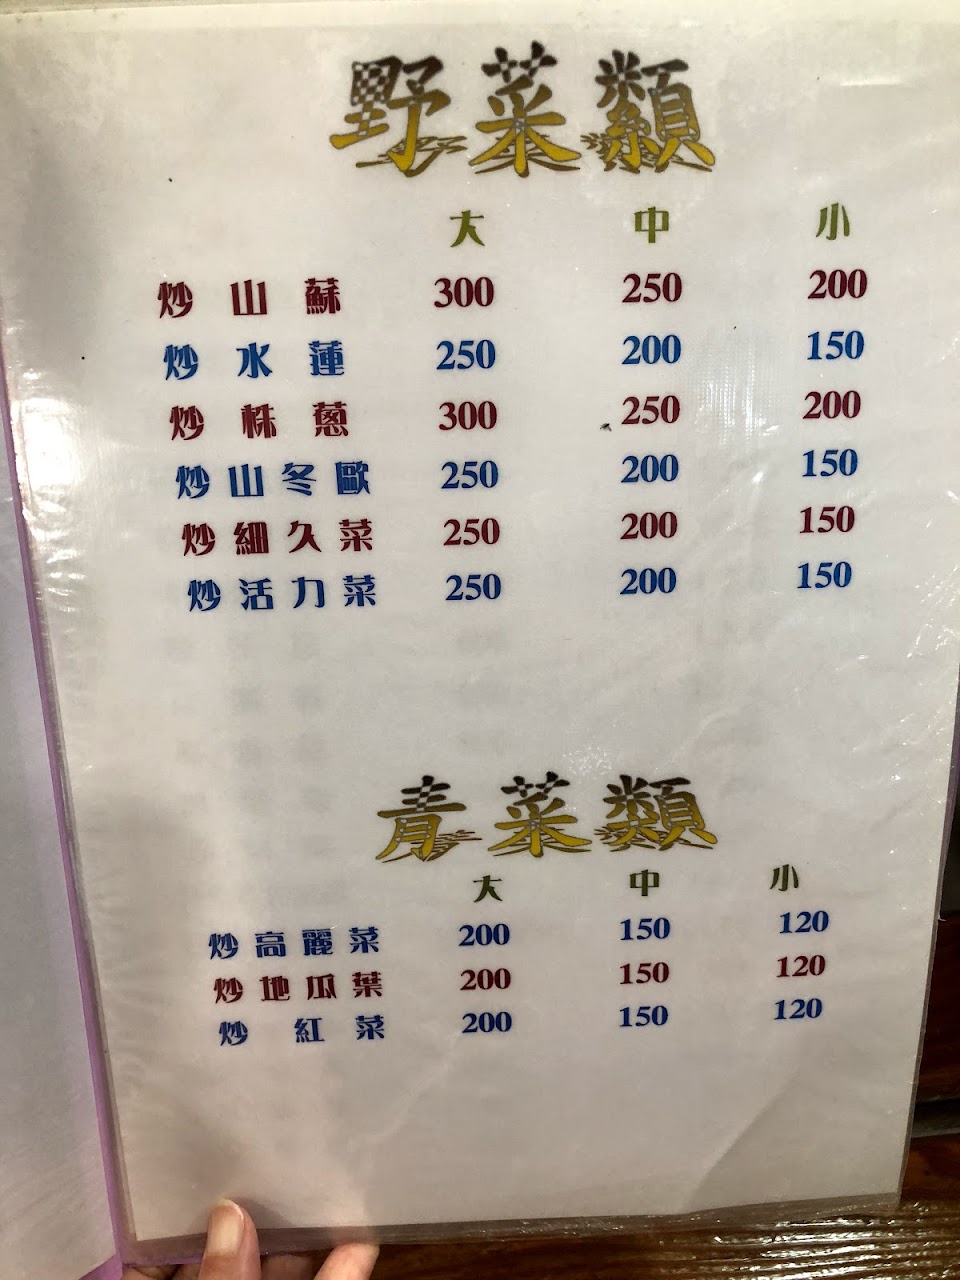 野菜類
大 中 小
炒山蘇 300 250 200
炒水蓮 250 200 150
炒株蔥 300 250 200
炒山冬歐 250 200 150
炒細久菜 250 200 150
炒活力菜 250 200 150
青菜類
大 中 小
炒高麗菜 200 150 120
炒地瓜葉 200 150 120
炒紅菜 200 150 120